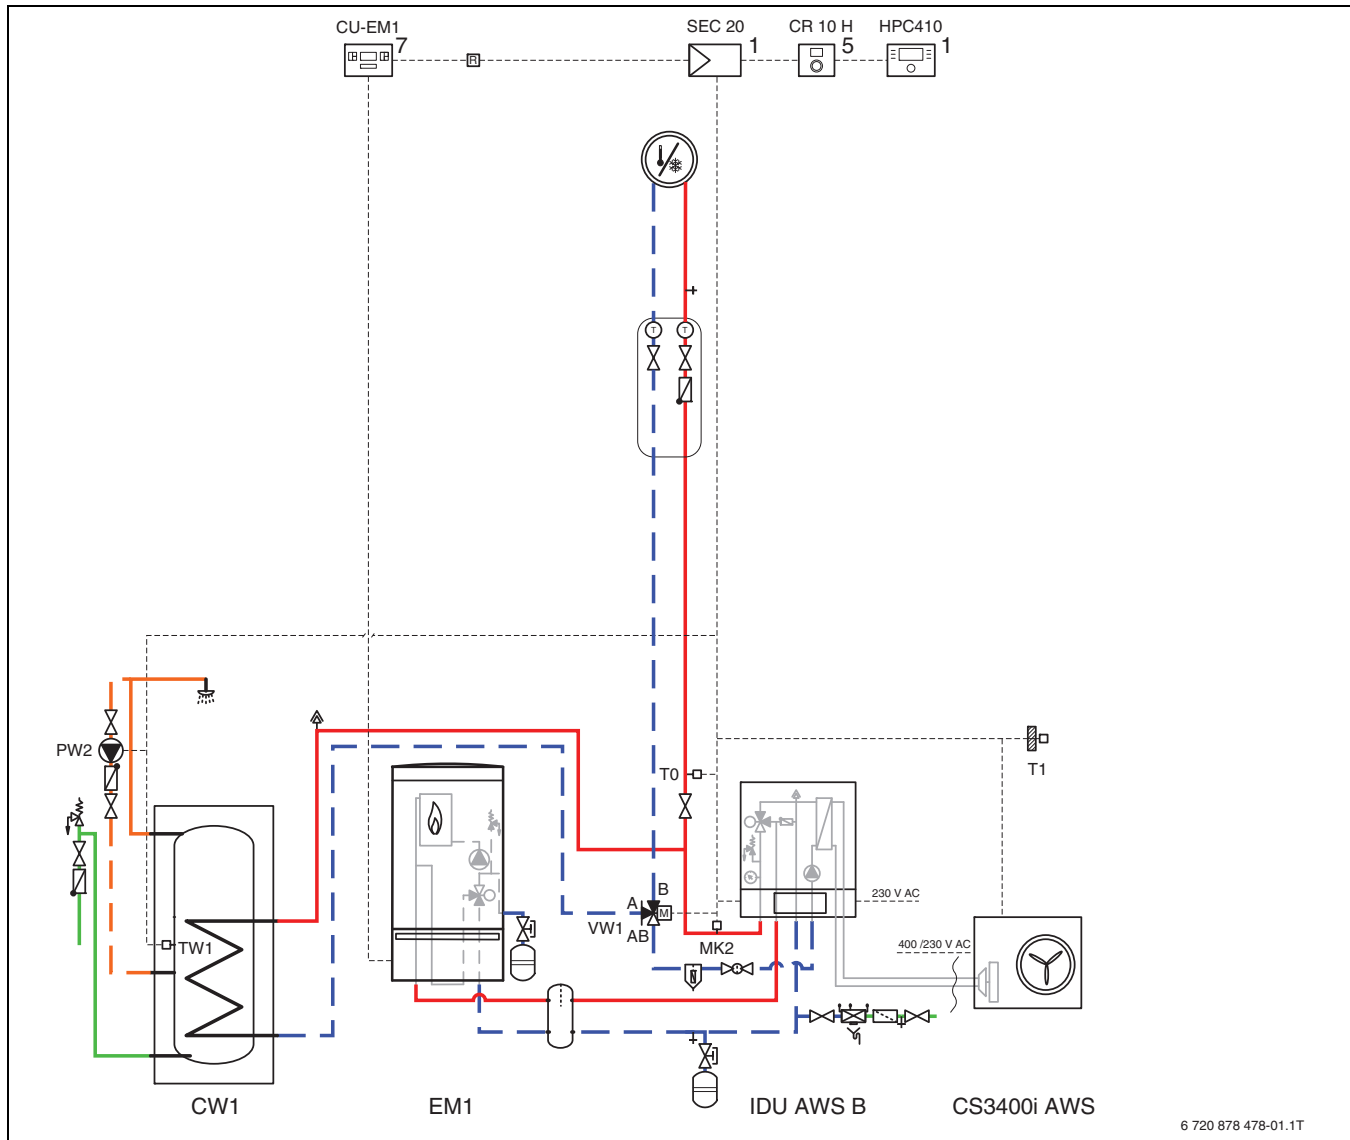 CU-EM1
7
SEC 20
1
CR 10 H
5
HPC410
1
R
T
T
PW2
T0
T1
A
B
M
VW1
AB
MK2
230 V AC
400 /230 V AC
TW1
N
CW1
EM1
IDU AWS B
CS3400i AWS
6 720 878 478-01.1T